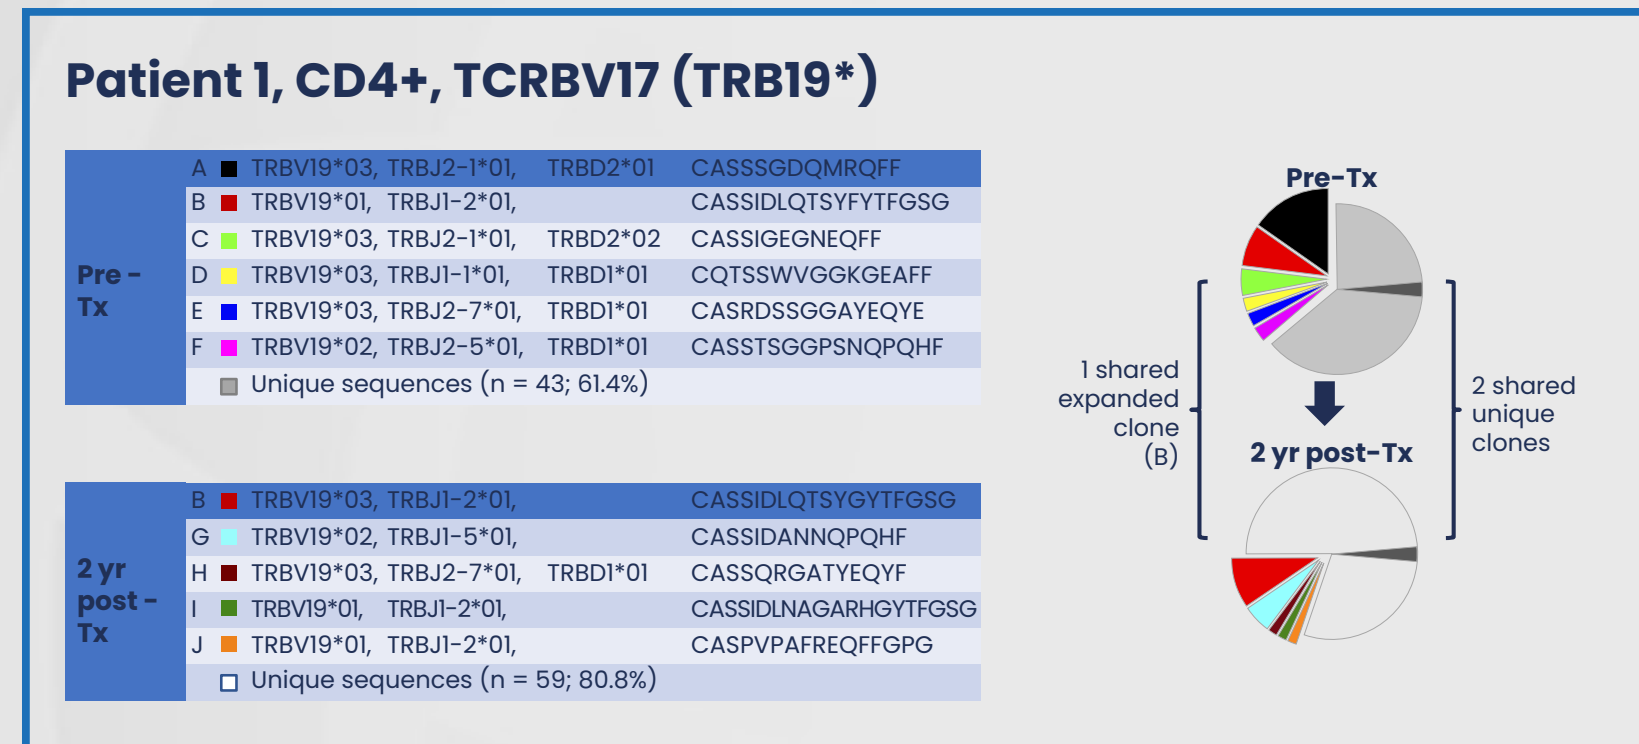 Patient 1, CD4+, TCRBV17 (TRB19*)
Pre -
Tx
A TRBV19*03, TRBJ2-1*01, TRBD2*01 CASSSGDQMRQFF
B TRBV19*01, TRBJ1-2*01, CASSIDLQTSYFYTFGSG
C TRBV19*03, TRBJ2-1*01, TRBD2*02 CASSIGEGNEQFF
D TRBV19*03, TRBJ1-1*01, TRBD1*01 CQTSSWVGGKGEAFF
E TRBV19*03, TRBJ2-7*01, TRBD1*01 CASRDSSGGAYEQYE
F TRBV19*02, TRBJ2-5*01, TRBD1*01 CASSTSGGPSNQPQHF
Unique sequences (n = 43; 61.4%)
2 yr
post -
Tx
B TRBV19*03, TRBJ1-2*01, CASSIDLQTSYGYTFGSG
G TRBV19*02, TRBJ1-5*01, CASSIDANNQPQHF
H TRBV19*03, TRBJ2-7*01, TRBD1*01 CASSQRGATYEQYF
I TRBV19*01, TRBJ1-2*01, CASSIDLNAGARHGYTFGSG
J TRBV19*01, TRBJ1-2*01, CASPVPAFREQFFGPG
Unique sequences (n = 59; 80.8%)
Pre-Tx
1 shared
expanded
clone
(B)
2 shared
unique
clones
2 yr post-Tx